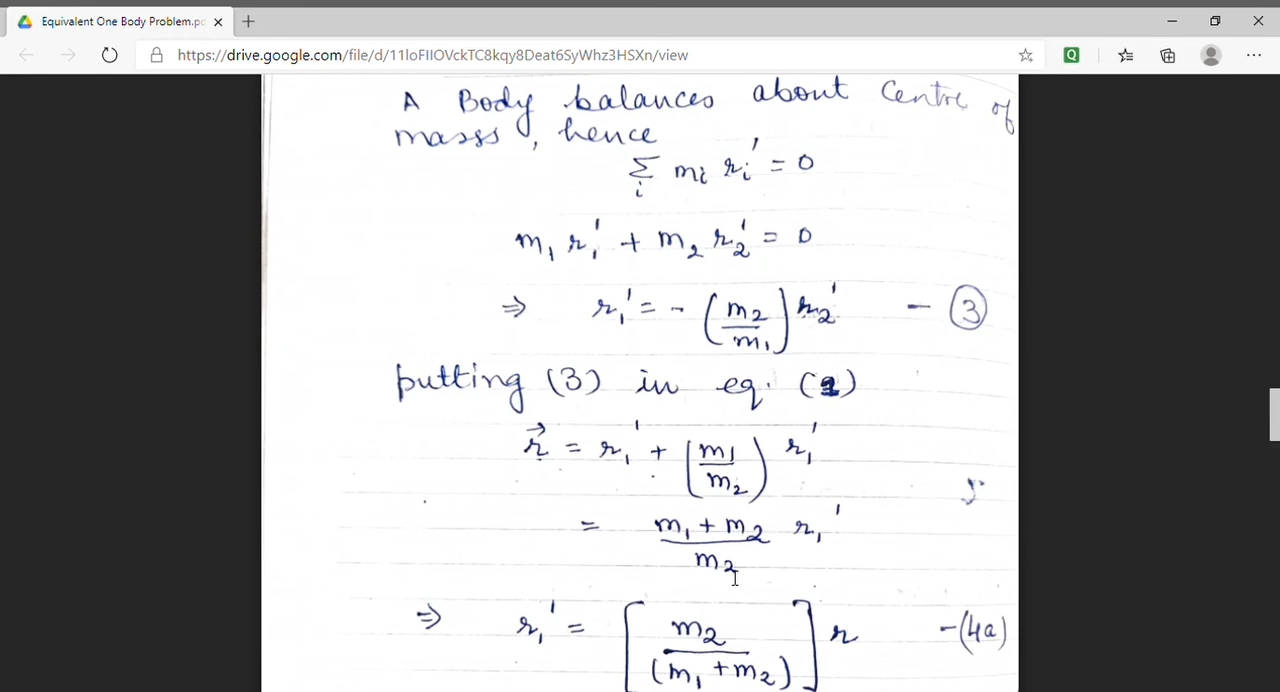 Equivalent One Body Problem.pd
https://drive.google.com/file/d/11loFIIOVckTC8kqy8Deat6SyWhz3HSXn/view
A Body balances about Centre of
mass, hence
∑ᵢ mᵢ rᵢ' = 0
m₁ r₁' + m₂ r₂' = 0
⇒ r₁' = - (m₂/m₁) r₂' - ③
putting (3) in eq. (2)
r⃗ = r₁' + (m₁/m₂) r₁'
= (m₁ + m₂)/m₂ r₁'
⇒ r₁' = [m₂/(m₁ + m₂)] r -(4a)